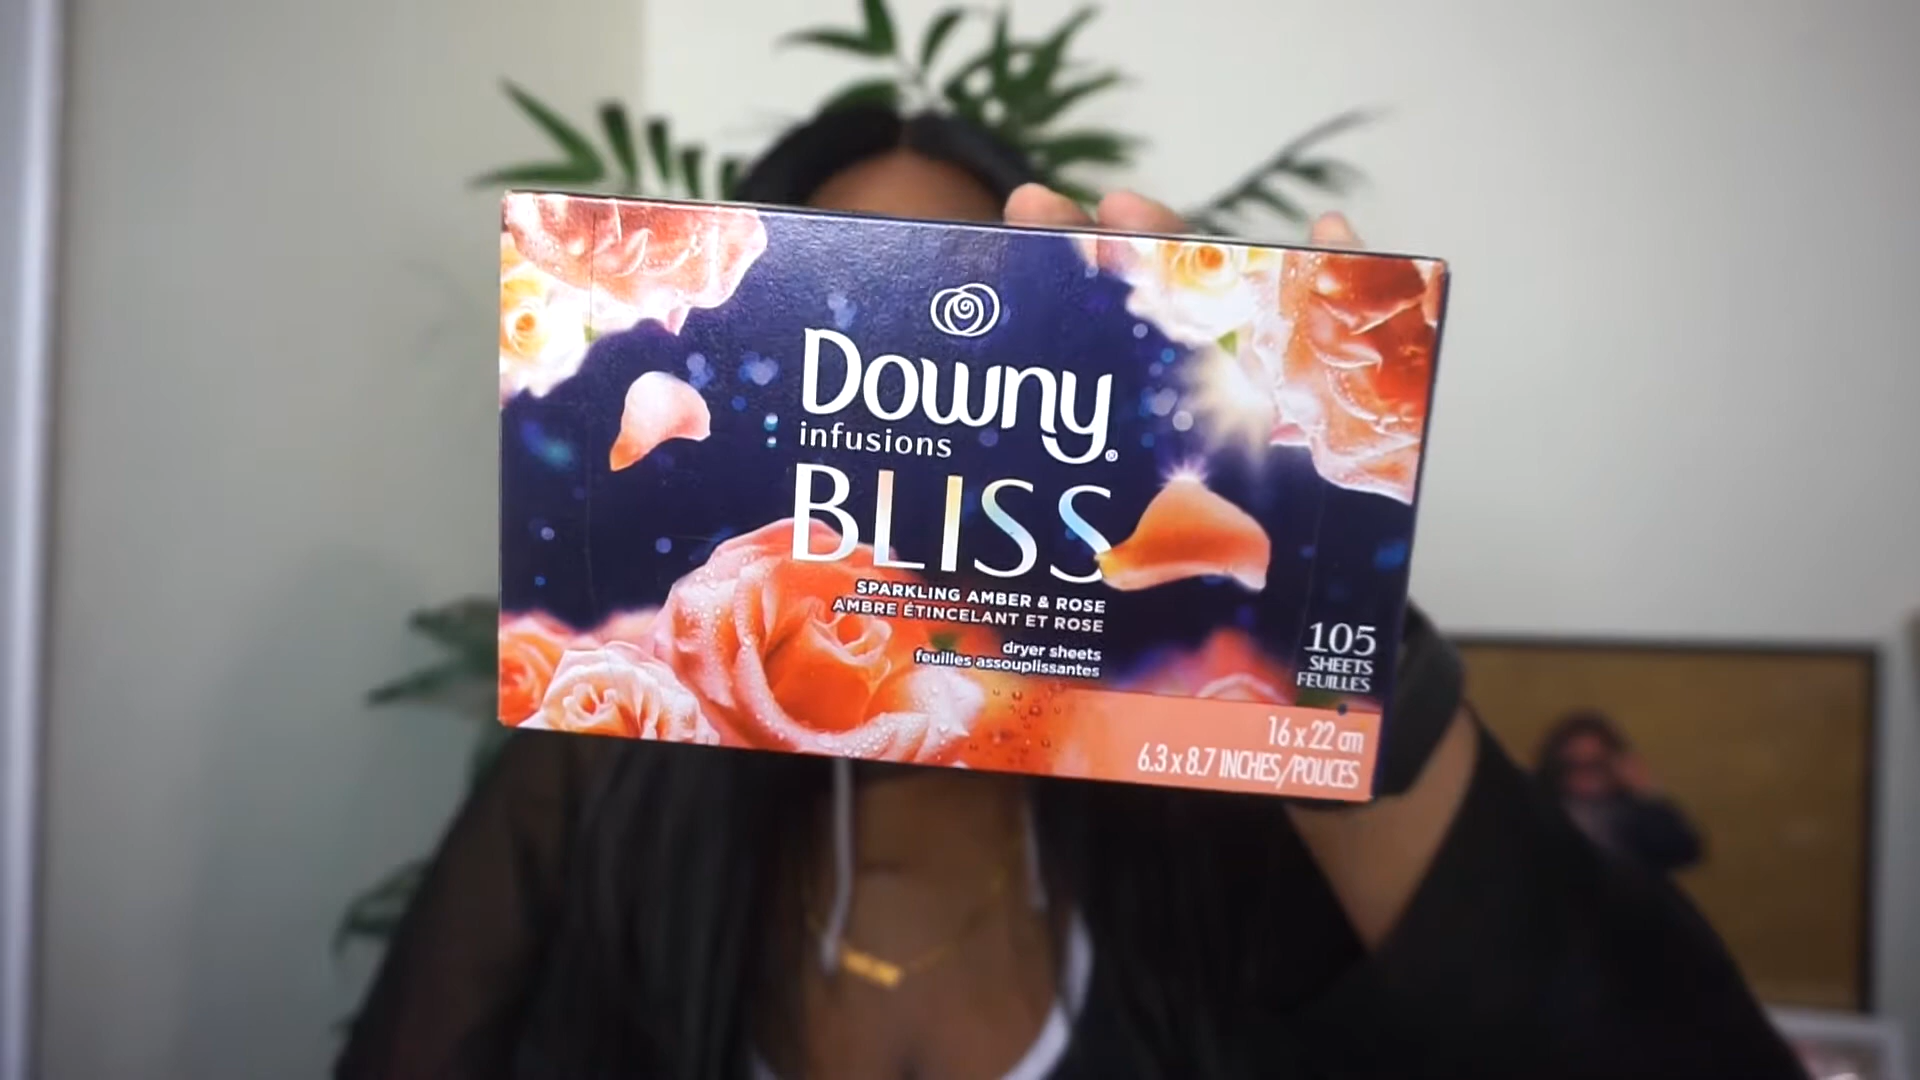 Downy®
infusions
BLISS
SPARKLING AMBER & ROSE
AMBRE ÉTINCELANT ET ROSE
dryer sheets
feuilles assouplissantes
105
SHEETS
FEUILLES
16 x 22 cm
6.3 x 8.7 INCHES/POUCES